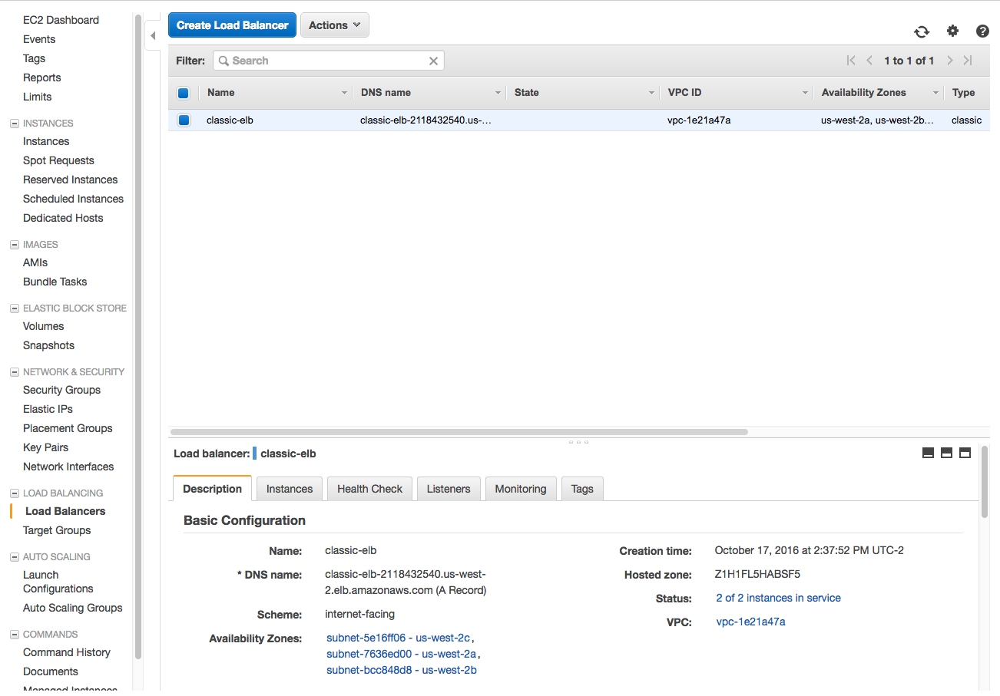 EC2 Dashboard
Events
Tags
Reports
Limits
INSTANCES
Instances
Spot Requests
Reserved Instances
Scheduled Instances
Dedicated Hosts
IMAGES
AMIs
Bundle Tasks
ELASTIC BLOCK STORE
Volumes
Snapshots
NETWORK & SECURITY
Security Groups
Elastic IPs
Placement Groups
Key Pairs
Network Interfaces
LOAD BALANCING
Load Balancers
Target Groups
AUTO SCALING
Launch
Configurations
Auto Scaling Groups
COMMANDS
Command History
Documents
Managed Instances
Create Load Balancer Actions
Filter: Search 1 to 1 of 1
Name DNS name State VPC ID Availability Zones Type
classic-elb classic-elb-2118432540.us-... vpc-1e21a47a us-west-2a, us-west-2b... classic
Load balancer: classic-elb
Description Instances Health Check Listeners Monitoring Tags
Basic Configuration
Name: classic-elb
* DNS name: classic-elb-2118432540.us-west-
2.elb.amazonaws.com (A Record)
Scheme: internet-facing
Availability Zones: subnet-5e16ff06 - us-west-2c,
subnet-7636ed00 - us-west-2a,
subnet-bcc848d8 - us-west-2b
Creation time: October 17, 2016 at 2:37:52 PM UTC-2
Hosted zone: Z1H1FL5HABSF5
Status: 2 of 2 instances in service
VPC: vpc-1e21a47a